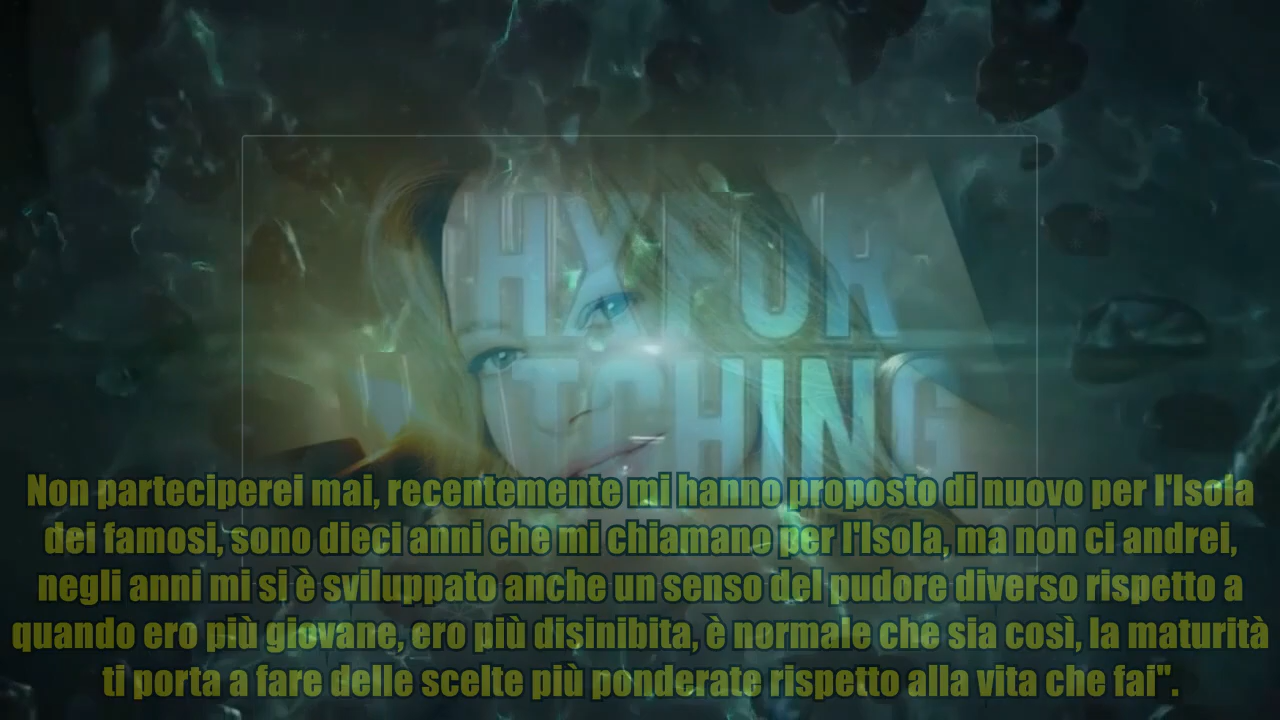 HX FOR
TCHING
Non parteciperei mai, recentemente mi hanno proposto di nuovo per l'Isola
dei famosi, sono dieci anni che mi chiamano per l'Isola, ma non ci andrei,
negli anni mi si è sviluppato anche un senso del pudore diverso rispetto a
quando ero più giovane, ero più disinibita, è normale che sia così, la maturità
ti porta a fare delle scelte più ponderate rispetto alla vita che fai".